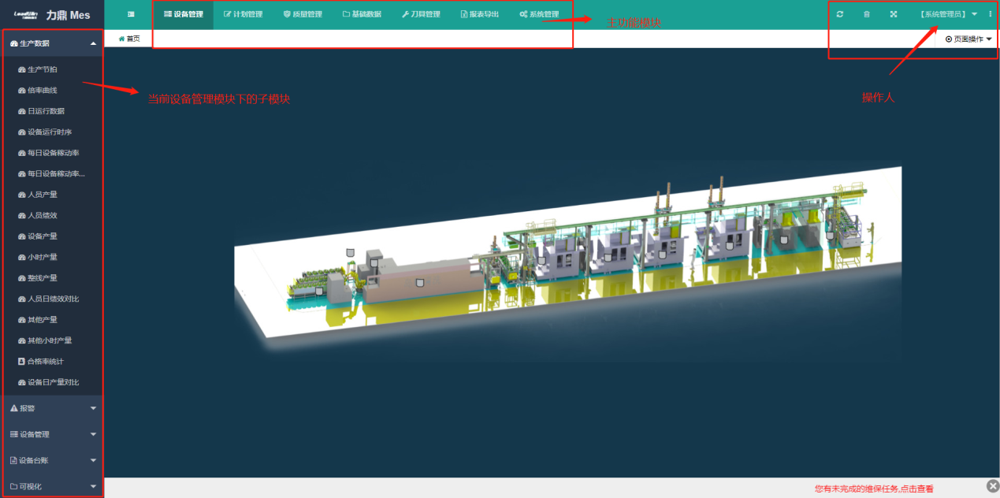 力鼎 Mes
设备管理 计划管理 质量管理 基础数据 刀具管理 报表导出 系统管理
【系统管理员】
主功能模块
首页
页面操作
生产数据
生产节拍
倍率曲线
日运行数据
设备运行时序
每日设备稼动率
每日设备稼动率...
人员产量
人员绩效
设备产量
小时产量
整线产量
人员日绩效对比
其他产量
其他小时产量
合格率统计
设备日产量对比
报警
设备管理
设备台账
可视化
当前设备管理模块下的子模块
操作人
您有未完成的维保任务,点击查看